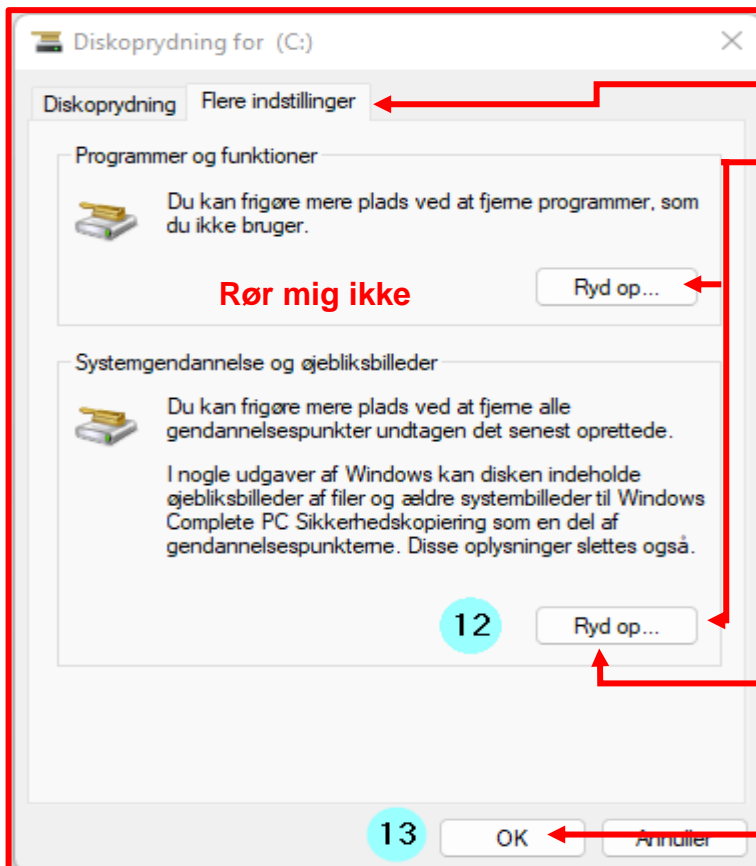 Diskoprydning for (C:)
Diskoprydning
Flere indstillinger
Programmer og funktioner
Du kan frigøre mere plads ved at fjerne programmer, som
du ikke bruger.
Rør mig ikke
Ryd op...
Systemgendannelse og øjebliksbilleder
Du kan frigøre mere plads ved at fjerne alle
gendannelsespunkter undtagen det senest oprettede.
I nogle udgaver af Windows kan disken indeholde
øjebliksbilleder af filer og ældre systembilleder til Windows
Complete PC Sikkerhedskopiering som en del af
gendannelsespunkterne. Disse oplysninger slettes også.
12
Ryd op...
13
OK
Annuller